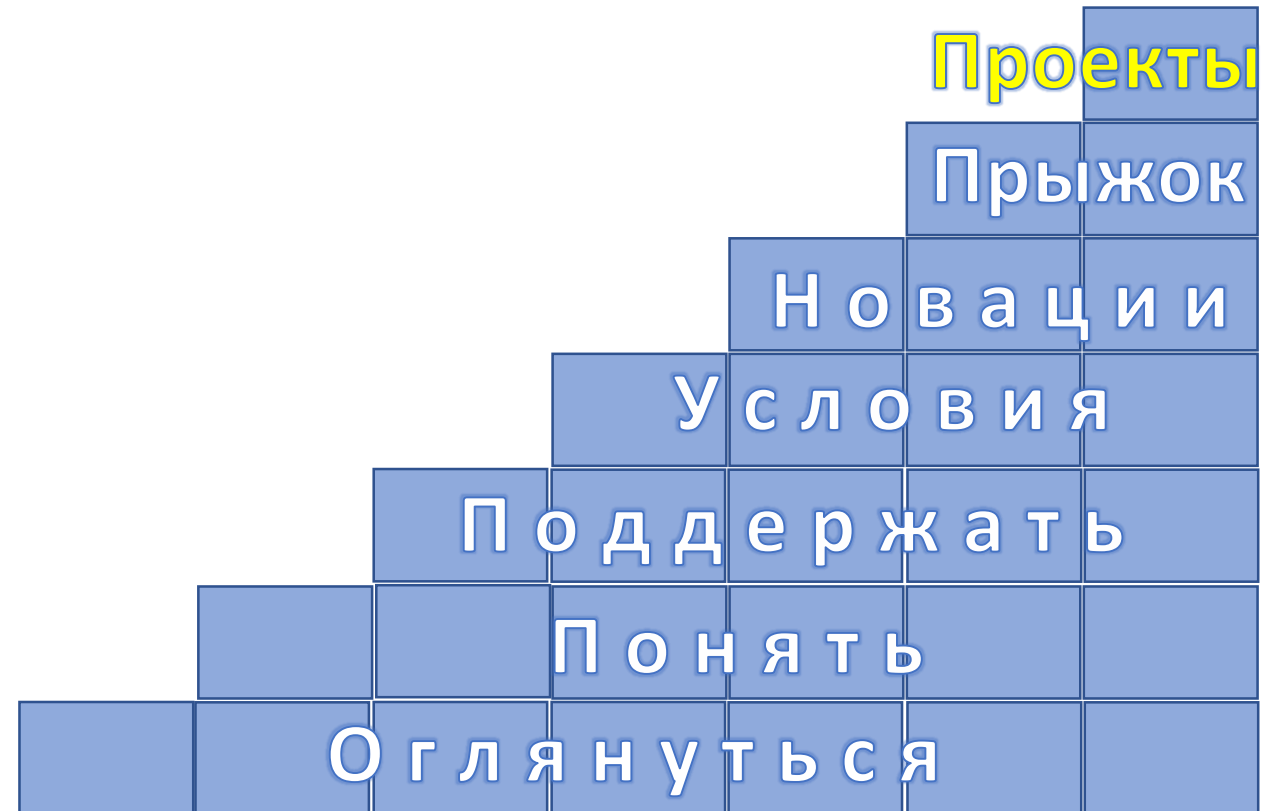 Проекты
Прыжок
Новации
Условия
Поддержать
Понять
Оглянуться